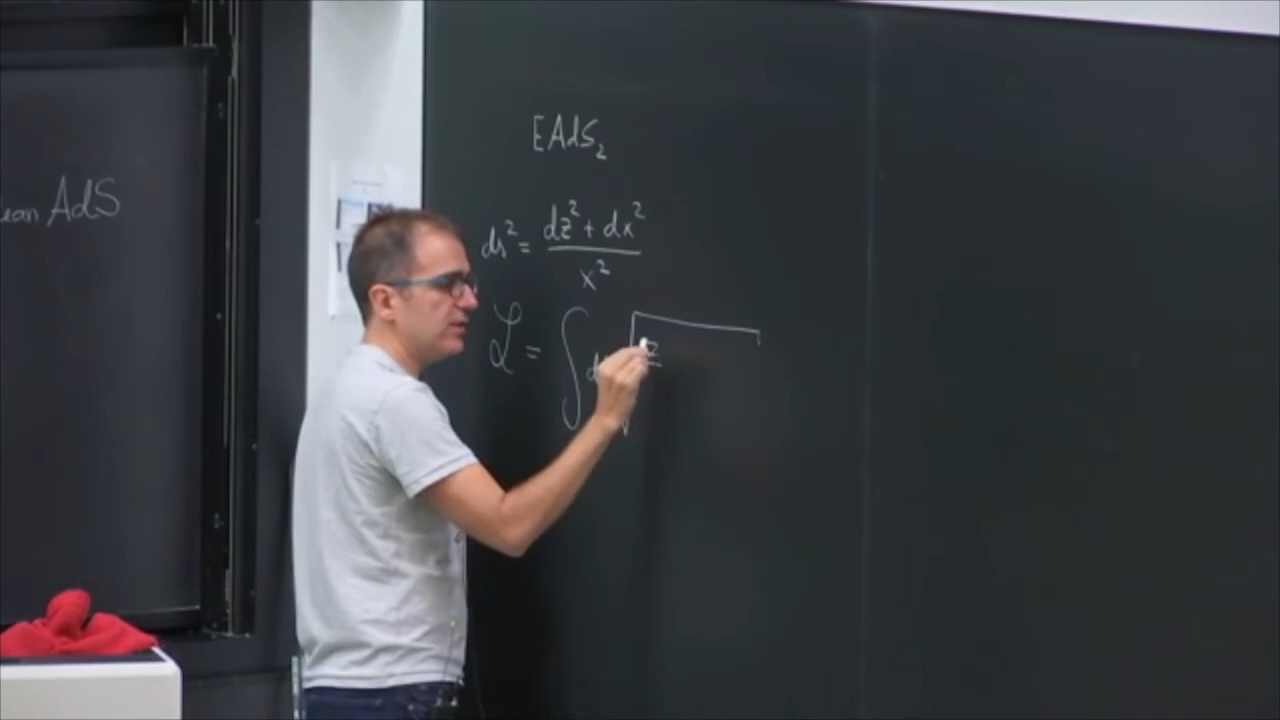 AdS
EAdS₂
ds² = (dz² + dx²) / x²
ℒ = ∫